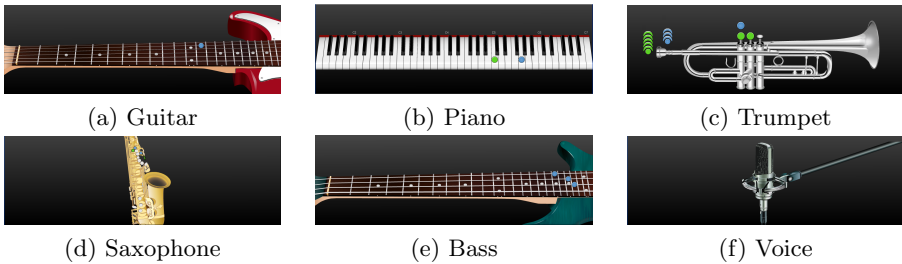 (a) Guitar
(b) Piano
(c) Trumpet
(d) Saxophone
(e) Bass
(f) Voice